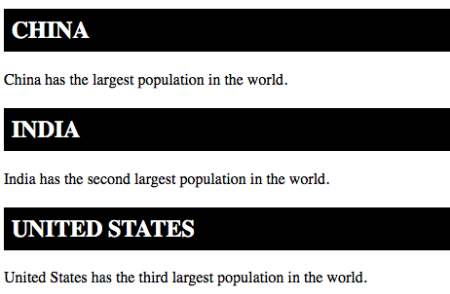 CHINA
China has the largest population in the world.
INDIA
India has the second largest population in the world.
UNITED STATES
United States has the third largest population in the world.